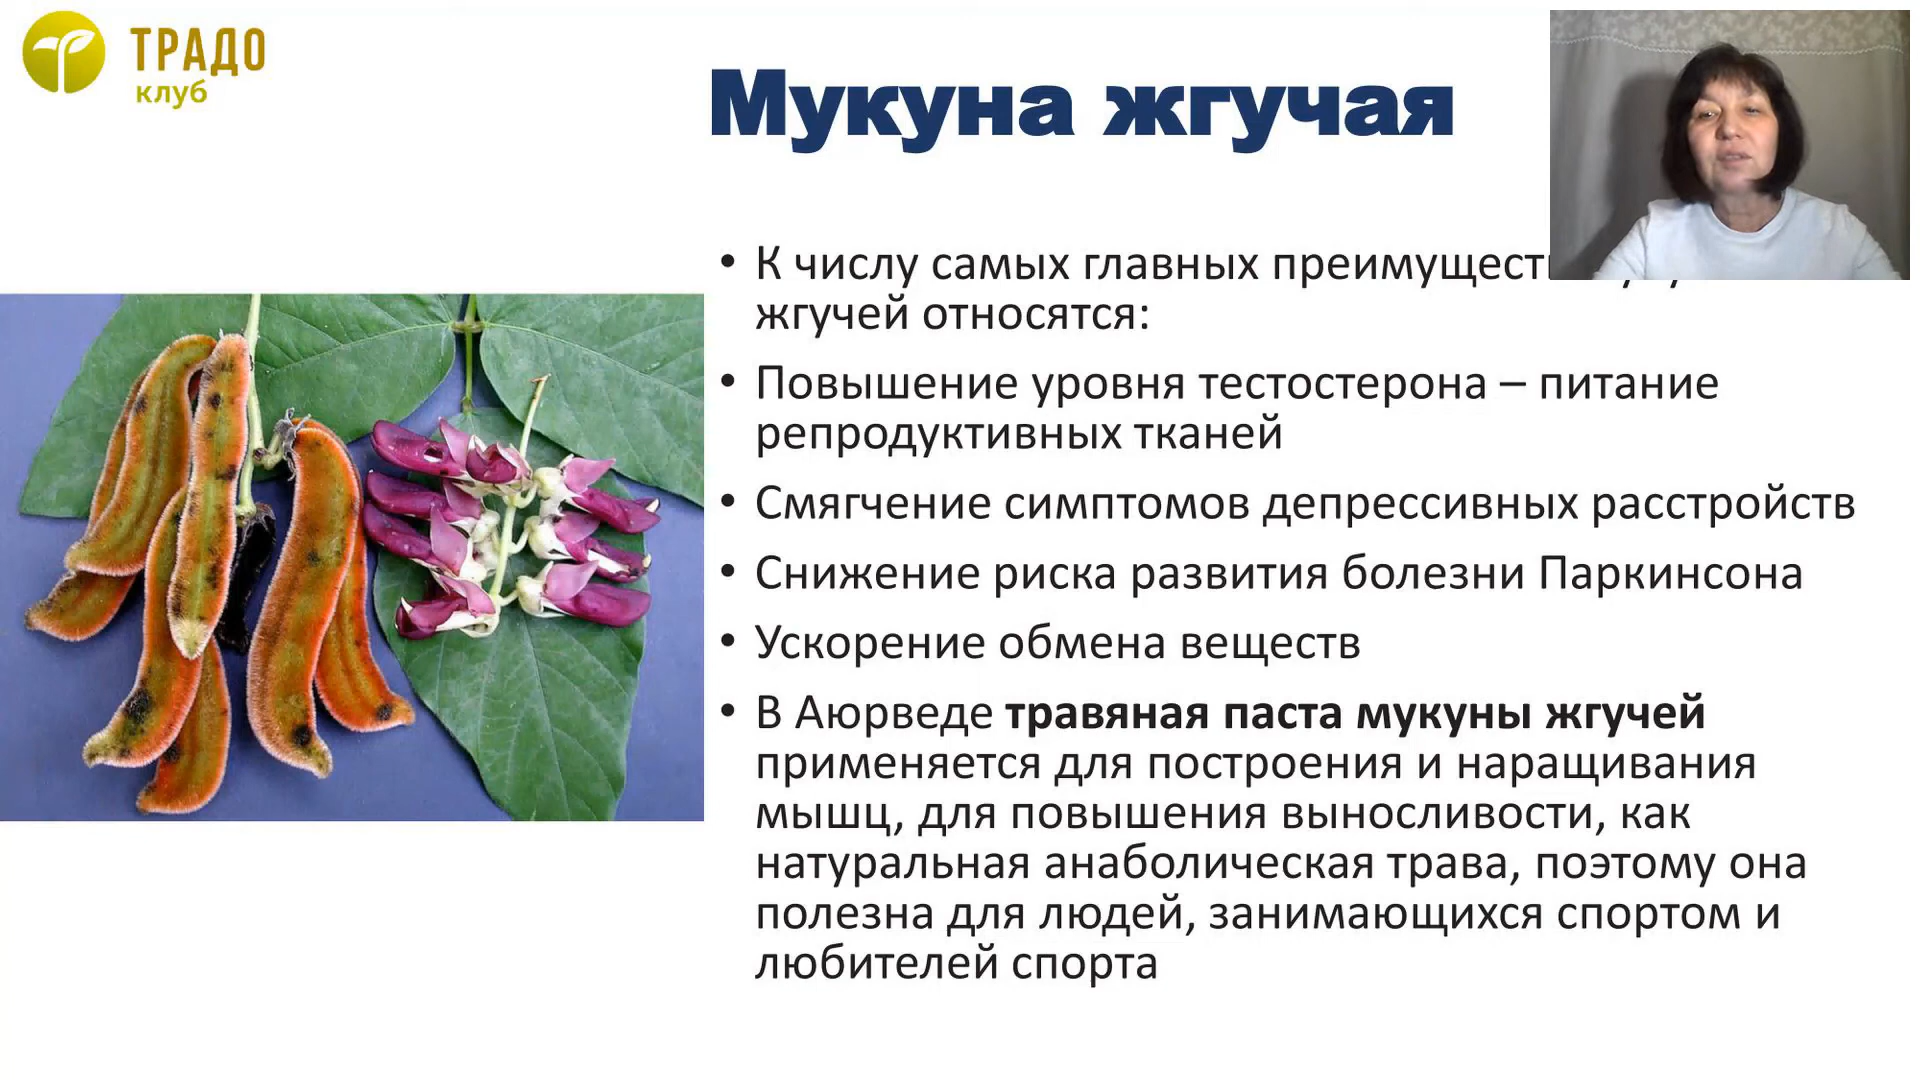 ТРАДО
клуб
Мукуна жгучая
• К числу самых главных преимуществ
жгучей относятся:
• Повышение уровня тестостерона – питание
репродуктивных тканей
• Смягчение симптомов депрессивных расстройств
• Снижение риска развития болезни Паркинсона
• Ускорение обмена веществ
• В Аюрведе травяная паста мукуны жгучей
применяется для построения и наращивания
мышц, для повышения выносливости, как
натуральная анаболическая трава, поэтому она
полезна для людей, занимающихся спортом и
любителей спорта